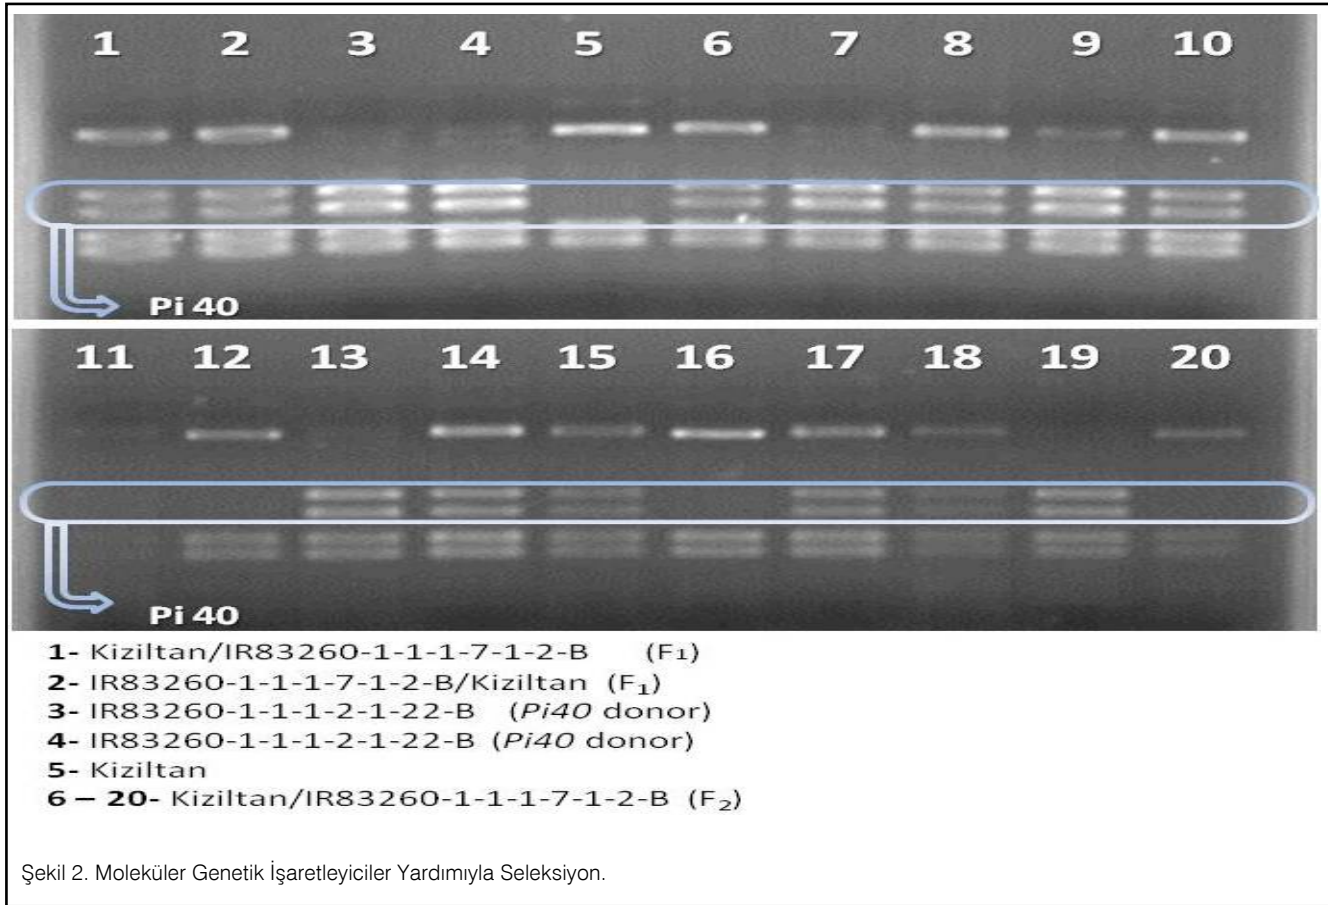 1 2 3 4 5 6 7 8 9 10
Pi 40
11 12 13 14 15 16 17 18 19 20
Pi 40
1- Kiziltan/IR83260-1-1-1-7-1-2-B (F1)
2- IR83260-1-1-1-7-1-2-B/Kiziltan (F₁)
3- IR83260-1-1-1-2-1-22-B (Pi40 donor)
4- IR83260-1-1-1-2-1-22-B (Pi40 donor)
5- Kiziltan
6 – 20- Kiziltan/IR83260-1-1-1-7-1-2-B (F₂)
Şekil 2. Moleküler Genetik İşaretleyiciler Yardımıyla Seleksiyon.